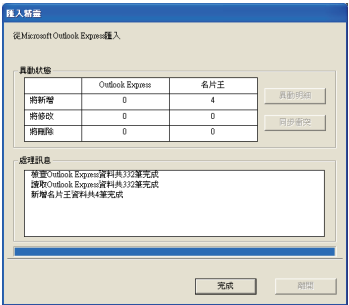 匯入精靈
從Microsoft Outlook Express匯入
異動狀態
Outlook Express 名片王
將新增 0 4
將修改 0 0
將刪除 0 0
異動明細
同步衝突
處理訊息
檢查Outlook Express資料共332筆完成
讀取Outlook Express資料共332筆完成
新增名片王資料共4筆完成
完成
離開